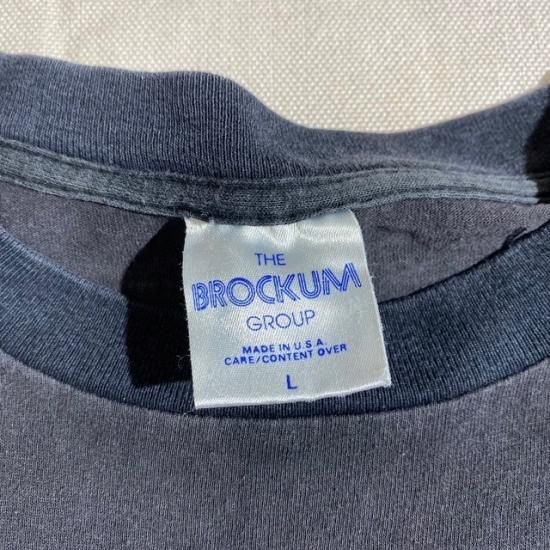 THE
BROCKUM
GROUP
MADE IN U.S.A.
CARE/CONTENT OVER
L